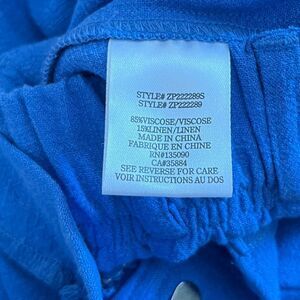 STYLE# ZP222289S
STYLE# ZP222289
85%VISCOSE/VISCOSE
15%LINEN/LINEN
MADE IN CHINA
FABRIQUE EN CHINE
RN#135090
CA#35884
SEE REVERSE FOR CARE
VOIR INSTRUCTIONS AU DOS